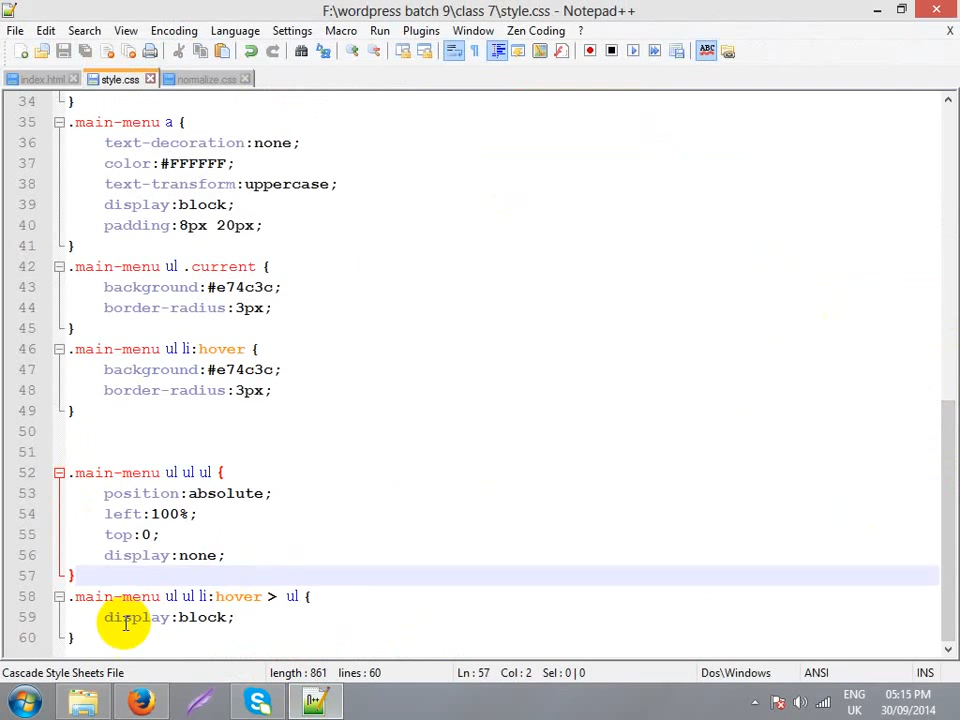 F:\wordpress batch 9\class 7\style.css - Notepad++
File Edit Search View Encoding Language Settings Macro Run Plugins Window Zen Coding ? X
index.html style.css normalize.css
34 }
35 .main-menu a {
36 text-decoration:none;
37 color:#FFFFFF;
38 text-transform:uppercase;
39 display:block;
40 padding:8px 20px;
41 }
42 .main-menu ul .current {
43 background:#e74c3c;
44 border-radius:3px;
45 }
46 .main-menu ul li:hover {
47 background:#e74c3c;
48 border-radius:3px;
49 }
50
51
52 .main-menu ul ul ul {
53 position:absolute;
54 left:100%;
55 top:0;
56 display:none;
57 }
58 .main-menu ul ul li:hover > ul {
59 display:block;
60 }
Cascade Style Sheets File length : 861 lines : 60 Ln : 57 Col : 2 Sel : 0 | 0 Dos\Windows ANSI INS
ENG 05:15 PM
UK 30/09/2014